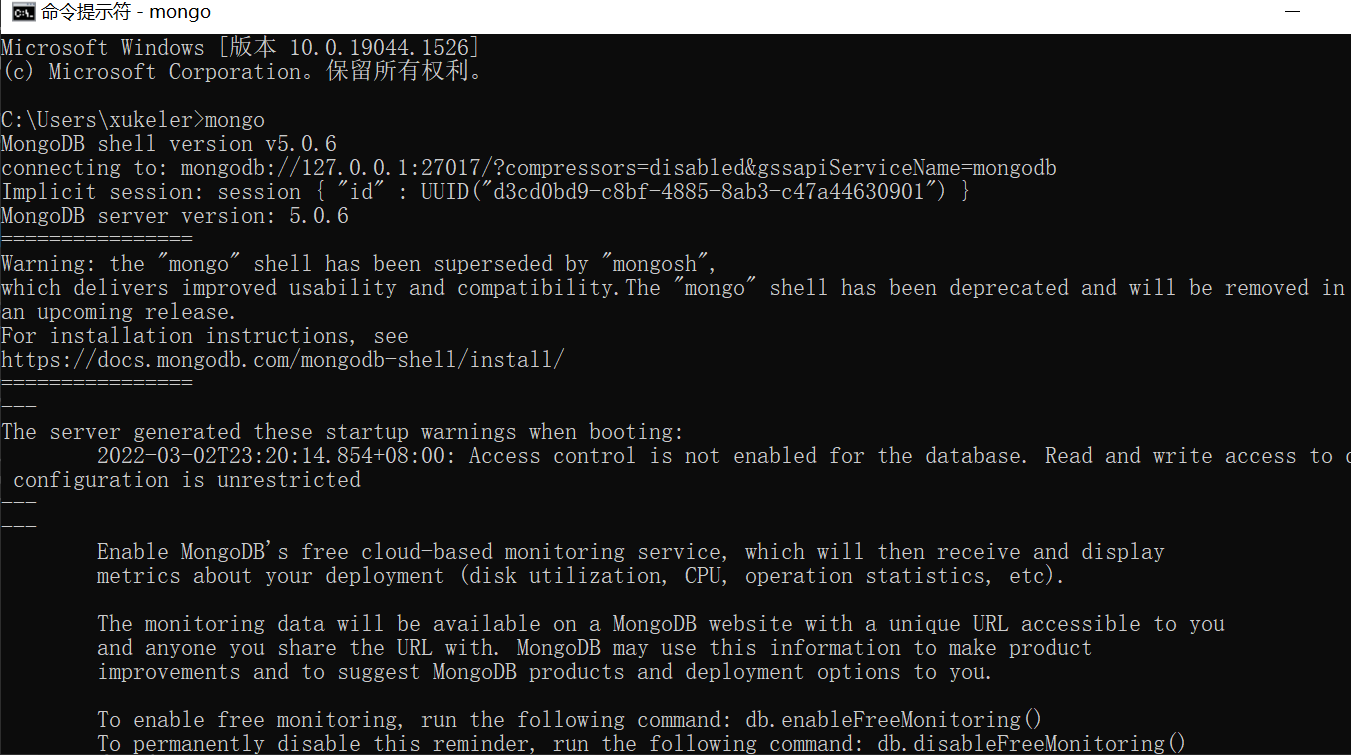 命令提示符 - mongo
Microsoft Windows [版本 10.0.19044.1526]
(c) Microsoft Corporation。保留所有权利。
C:\Users\xukeler>mongo
MongoDB shell version v5.0.6
connecting to: mongodb://127.0.0.1:27017/?compressors=disabled&gssapiServiceName=mongodb
Implicit session: session { "id" : UUID("d3cd0bd9-c8bf-4885-8ab3-c47a44630901") }
MongoDB server version: 5.0.6
================
Warning: the "mongo" shell has been superseded by "mongosh",
which delivers improved usability and compatibility.The "mongo" shell has been deprecated and will be removed in
an upcoming release.
For installation instructions, see
https://docs.mongodb.com/mongodb-shell/install/
================
---
The server generated these startup warnings when booting:
2022-03-02T23:20:14.854+08:00: Access control is not enabled for the database. Read and write access to
configuration is unrestricted
---
---
Enable MongoDB's free cloud-based monitoring service, which will then receive and display
metrics about your deployment (disk utilization, CPU, operation statistics, etc).
The monitoring data will be available on a MongoDB website with a unique URL accessible to you
and anyone you share the URL with. MongoDB may use this information to make product
improvements and to suggest MongoDB products and deployment options to you.
To enable free monitoring, run the following command: db.enableFreeMonitoring()
To permanently disable this reminder, run the following command: db.disableFreeMonitoring()